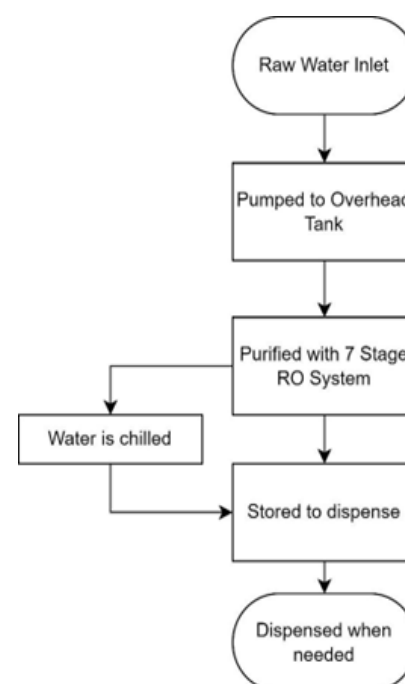 Raw Water Inlet
Pumped to Overhead
Tank
Purified with 7 Stage
RO System
Water is chilled
Stored to dispense
Dispensed when
needed